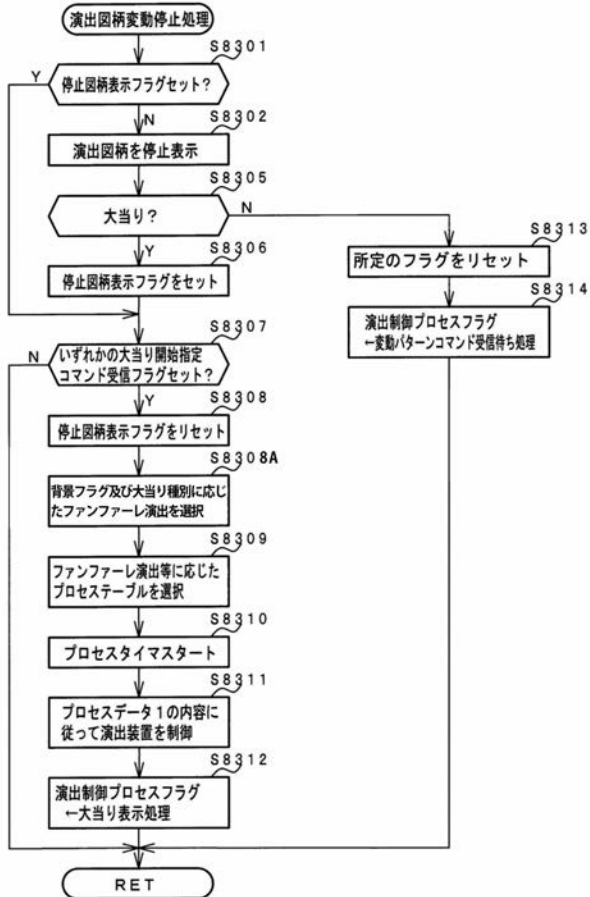 演出図柄変動停止処理
S8301
Y
停止図柄表示フラグセット?
N
S8302
演出図柄を停止表示
S8305
大当り?
N
Y
S8306
停止図柄表示フラグをセット
S8313
所定のフラグをリセット
S8314
演出制御プロセスフラグ
←変動パターンコマンド受信待ち処理
S8307
N
いずれかの大当り開始指定
コマンド受信フラグセット?
Y
S8308
停止図柄表示フラグをリセット
S8308A
背景フラグ及び大当り種別に応じ
たファンファーレ演出を選択
S8309
ファンファーレ演出等に応じた
プロセステーブルを選択
S8310
プロセスタイマスタート
S8311
プロセスデータ1の内容に
従って演出装置を制御
S8312
演出制御プロセスフラグ
←大当り表示処理
RET